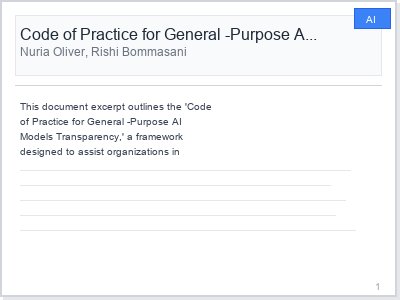 AI
Code of Practice for General -Purpose A...
Nuria Oliver, Rishi Bommasani
This document excerpt outlines the 'Code
of Practice for General -Purpose AI
Models Transparency,' a framework
designed to assist organizations in
1